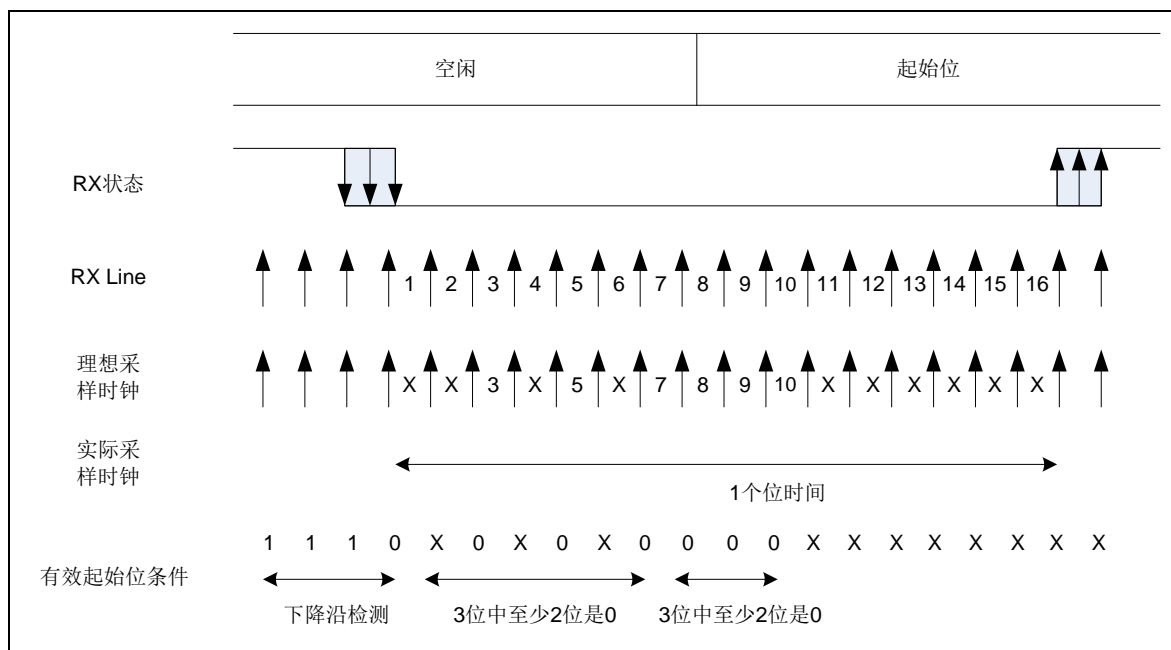 空闲 起始位
RX状态
RX Line
1 2 3 4 5 6 7 8 9 10 11 12 13 14 15 16
理想采
样时钟
X X 3 X 5 X 7 8 9 10 X X X X X X
实际采
样时钟
1个位时间
1 1 1 0 X 0 X 0 X 0 0 0 0 X X X X X X X X
有效起始位条件
下降沿检测 3位中至少2位是0 3位中至少2位是0